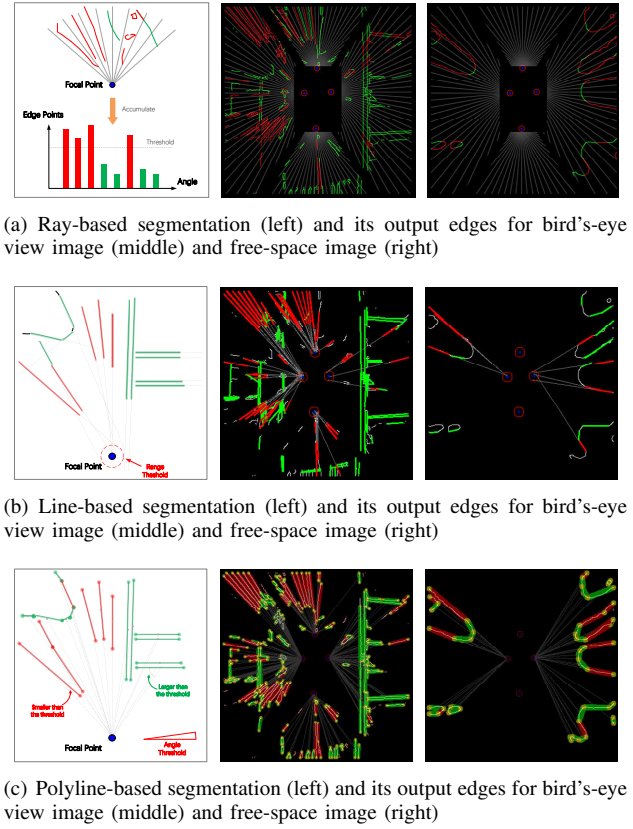 Focal Point
Accumulate
Edge Points
Threshold
Angle
(a) Ray-based segmentation (left) and its output edges for bird's-eye
view image (middle) and free-space image (right)
Focal Point
Range
Theshold
(b) Line-based segmentation (left) and its output edges for bird's-eye
view image (middle) and free-space image (right)
Larger than
the threshold
Smaller than
the threshold
Focal Point
Angle
Threshold
(c) Polyline-based segmentation (left) and its output edges for bird's-eye
view image (middle) and free-space image (right)